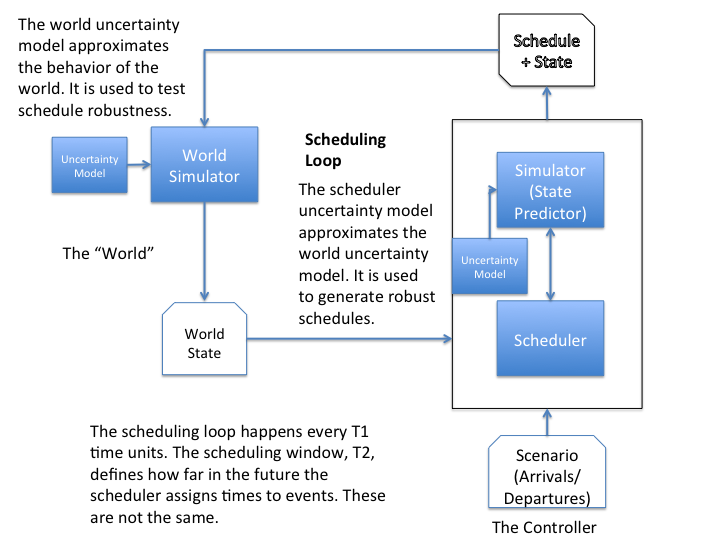 The world uncertainty
model approximates
the behavior of the
world. It is used to test
schedule robustness.
Schedule
+ State
Uncertainty
Model
World
Simulator
Scheduling
Loop
The scheduler
uncertainty model
approximates the
world uncertainty
model. It is used
to generate robust
schedules.
Simulator
(State
Predictor)
Uncertainty
Model
Scheduler
The “World”
World
State
The scheduling loop happens every T1
time units. The scheduling window, T2,
defines how far in the future the
scheduler assigns times to events. These
are not the same.
Scenario
(Arrivals/
Departures)
The Controller